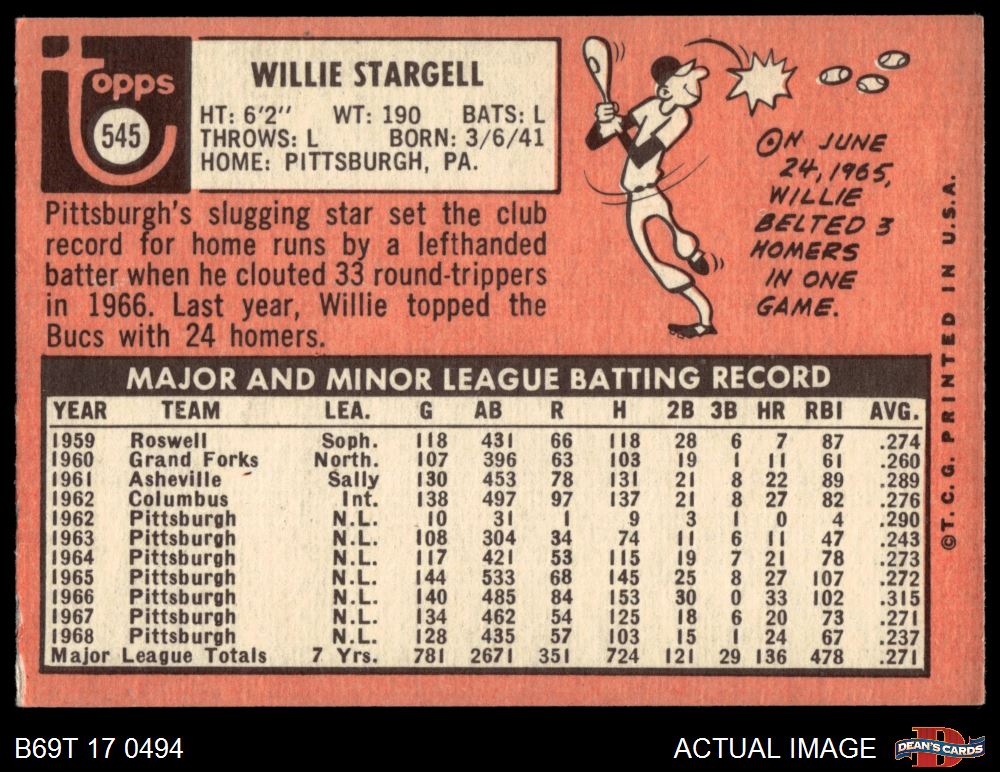 Topps
545
WILLIE STARGELL
HT: 6'2" WT: 190 BATS: L
THROWS: L BORN: 3/6/41
HOME: PITTSBURGH, PA.
Pittsburgh's slugging star set the club
record for home runs by a lefthanded
batter when he clouted 33 round-trippers
in 1966. Last year, Willie topped the
Bucs with 24 homers.
ON JUNE
24, 1965,
WILLIE
BELTED 3
HOMERS
IN ONE
GAME.
©T. C. G. PRINTED IN U.S.A.
MAJOR AND MINOR LEAGUE BATTING RECORD
YEAR TEAM LEA. G AB R H 2B 3B HR RBI AVG.
1959 Roswell Soph. 118 431 66 118 28 6 7 87 .274
1960 Grand Forks North. 107 396 63 103 19 1 11 61 .260
1961 Asheville Sally 130 453 78 131 21 8 22 89 .289
1962 Columbus Int. 138 497 97 137 21 8 27 82 .276
1962 Pittsburgh N.L. 10 31 1 9 3 1 0 4 .290
1963 Pittsburgh N.L. 108 304 34 74 11 6 11 47 .243
1964 Pittsburgh N.L. 117 421 53 115 19 7 21 78 .273
1965 Pittsburgh N.L. 144 533 68 145 25 8 27 107 .272
1966 Pittsburgh N.L. 140 485 84 153 30 0 33 102 .315
1967 Pittsburgh N.L. 134 462 54 125 18 6 20 73 .271
1968 Pittsburgh N.L. 128 435 57 103 15 1 24 67 .237
Major League Totals 7 Yrs. 781 2671 351 724 121 29 136 478 .271
B69T 17 0494
ACTUAL IMAGE
D
DEAN'S CARDS